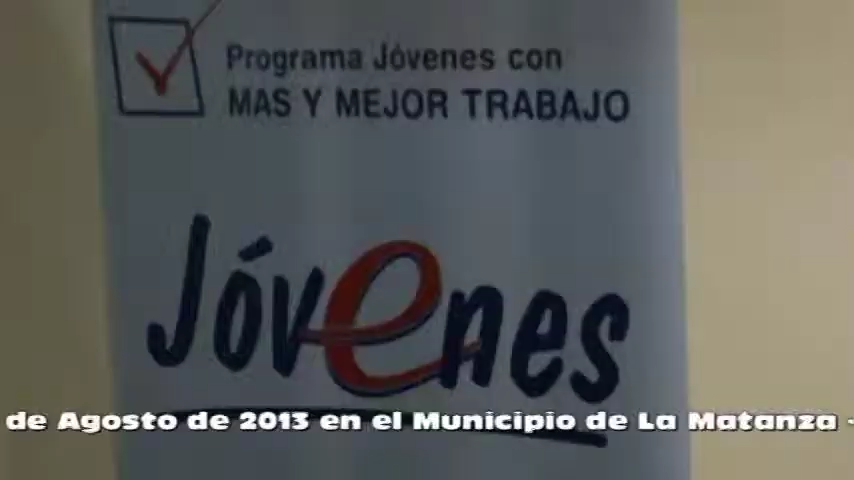 Programa Jóvenes con
MAS Y MEJOR TRABAJO
Jóvenes
de Agosto de 2013 en el Municipio de La Matanza -